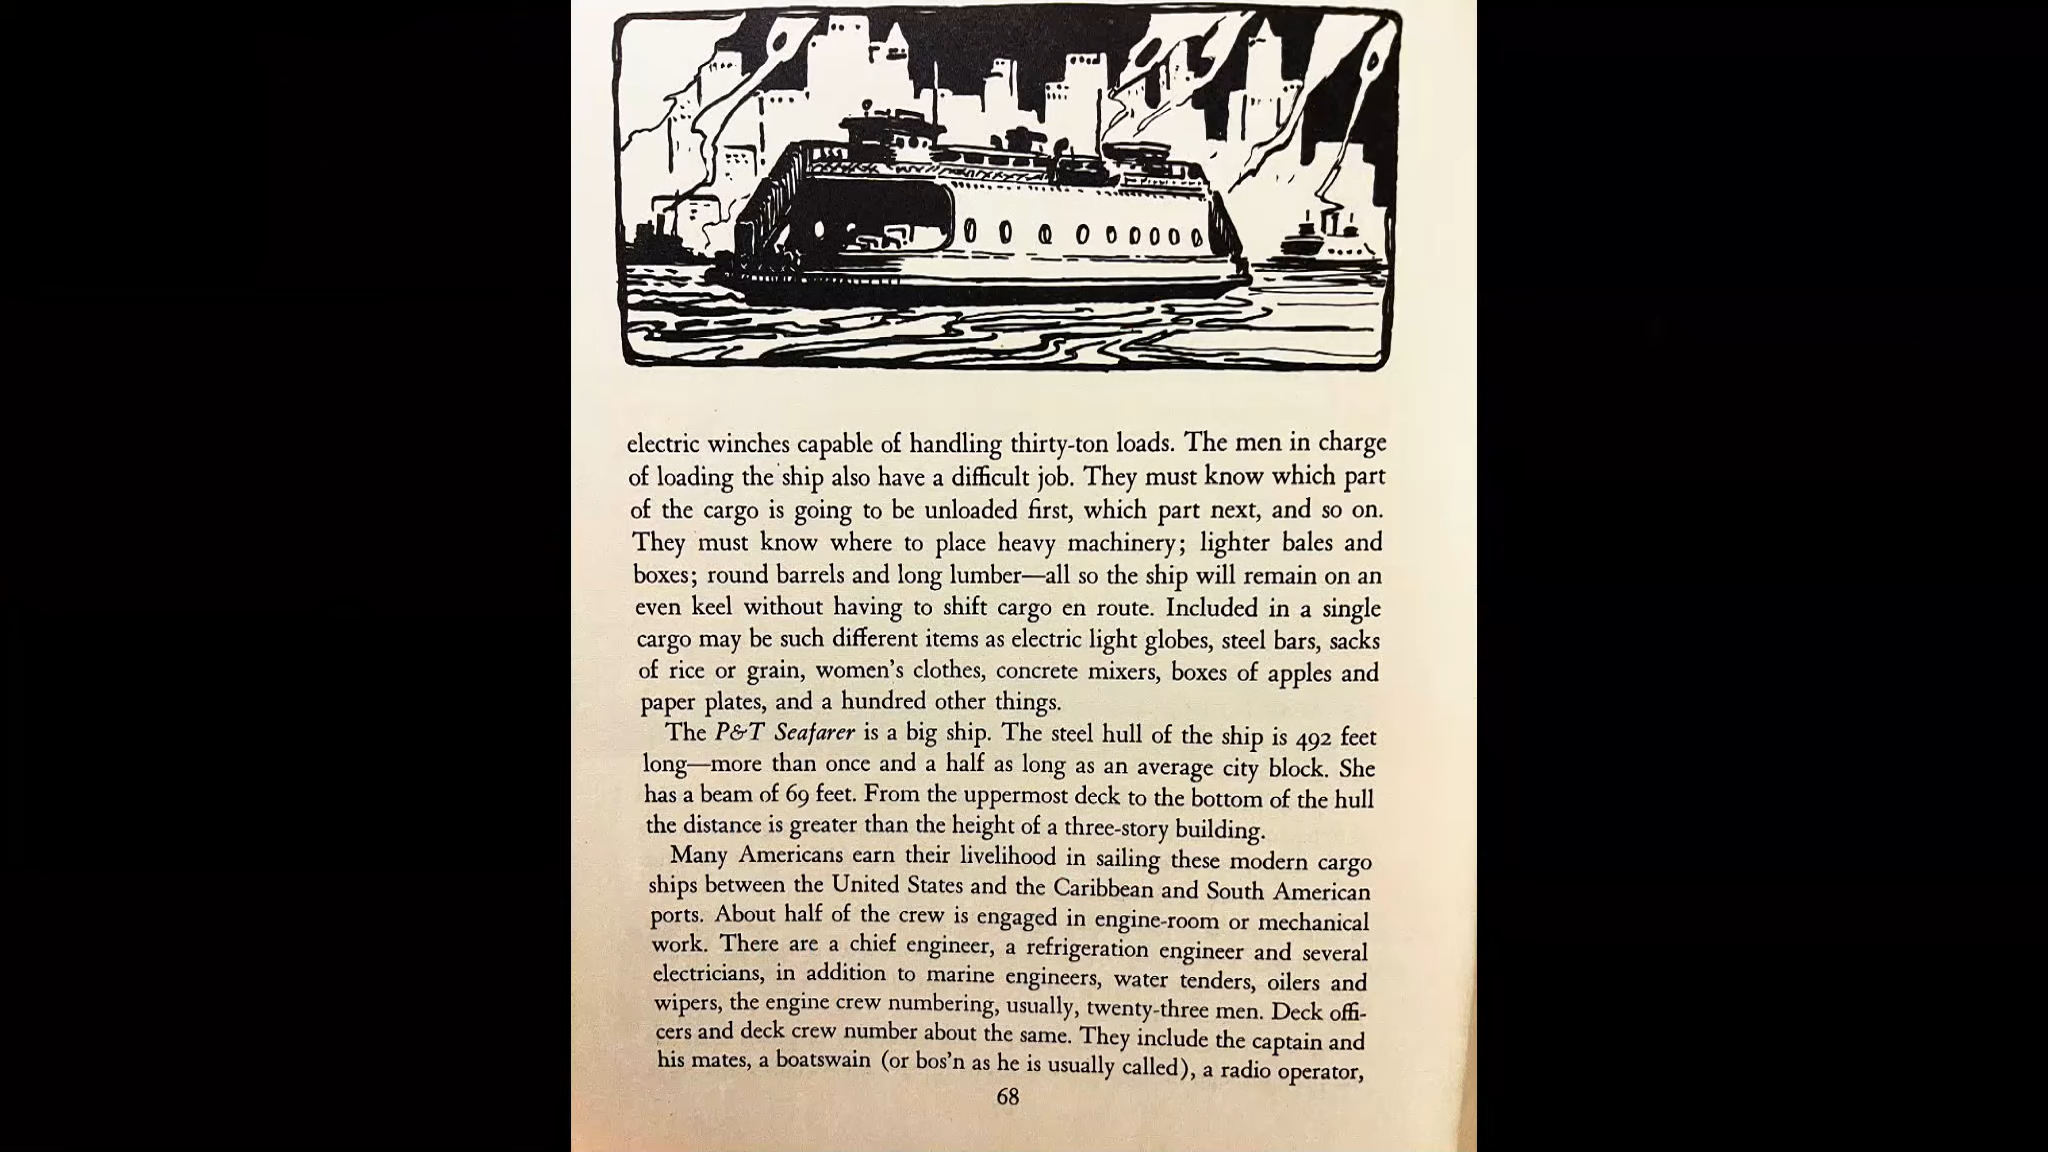 electric winches capable of handling thirty-ton loads. The men in charge
of loading the ship also have a difficult job. They must know which part
of the cargo is going to be unloaded first, which part next, and so on.
They must know where to place heavy machinery; lighter bales and
boxes; round barrels and long lumber—all so the ship will remain on an
even keel without having to shift cargo en route. Included in a single
cargo may be such different items as electric light globes, steel bars, sacks
of rice or grain, women's clothes, concrete mixers, boxes of apples and
paper plates, and a hundred other things.
The P&T Seafarer is a big ship. The steel hull of the ship is 492 feet
long—more than once and a half as long as an average city block. She
has a beam of 69 feet. From the uppermost deck to the bottom of the hull
the distance is greater than the height of a three-story building.
Many Americans earn their livelihood in sailing these modern cargo
ships between the United States and the Caribbean and South American
ports. About half of the crew is engaged in engine-room or mechanical
work. There are a chief engineer, a refrigeration engineer and several
electricians, in addition to marine engineers, water tenders, oilers and
wipers, the engine crew numbering, usually, twenty-three men. Deck offi-
cers and deck crew number about the same. They include the captain and
his mates, a boatswain (or bos'n as he is usually called), a radio operator,
68